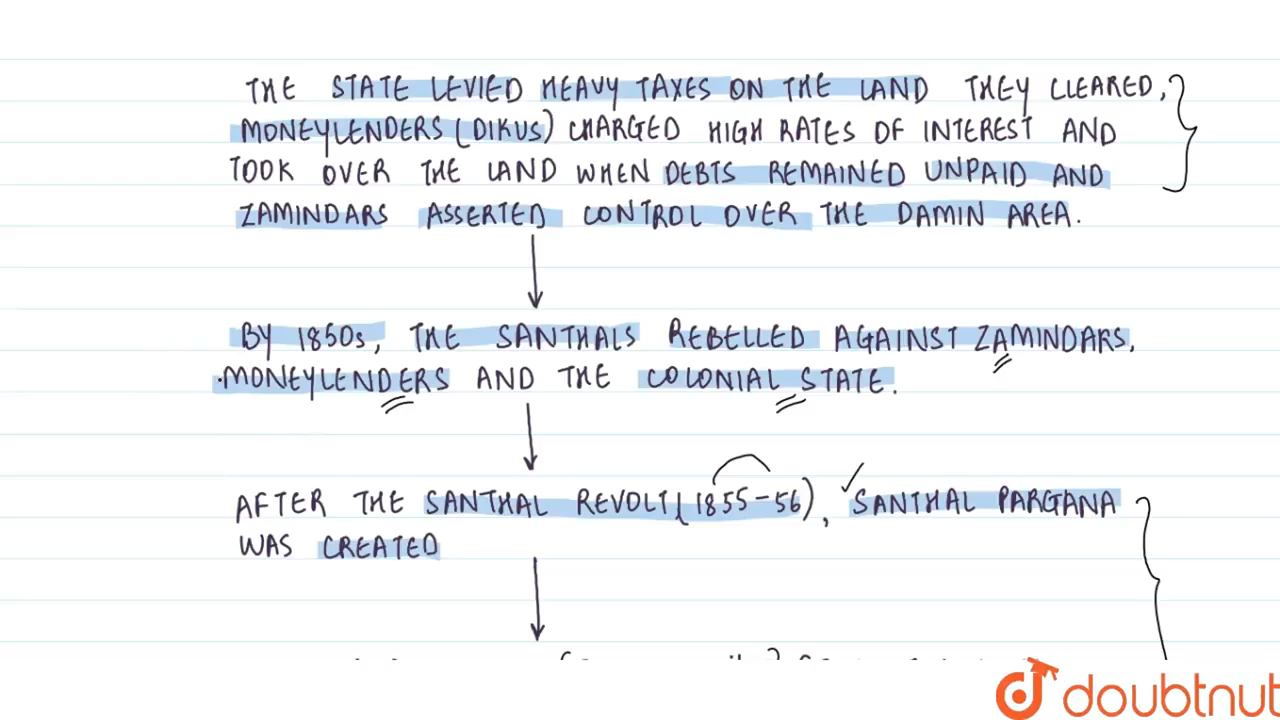 THE STATE LEVIED HEAVY TAXES ON THE LAND THEY CLEARED,
MONEYLENDERS (DIKUS) CHARGED HIGH RATES OF INTEREST AND
TOOK OVER THE LAND WHEN DEBTS REMAINED UNPAID AND
ZAMINDARS ASSERTED CONTROL OVER THE DAMIN AREA.
BY 1850s, THE SANTHALS REBELLED AGAINST ZAMINDARS,
MONEYLENDERS AND THE COLONIAL STATE.
AFTER THE SANTHAL REVOLT (1855-56), SANTHAL PARGANA
WAS CREATED
doubtnut